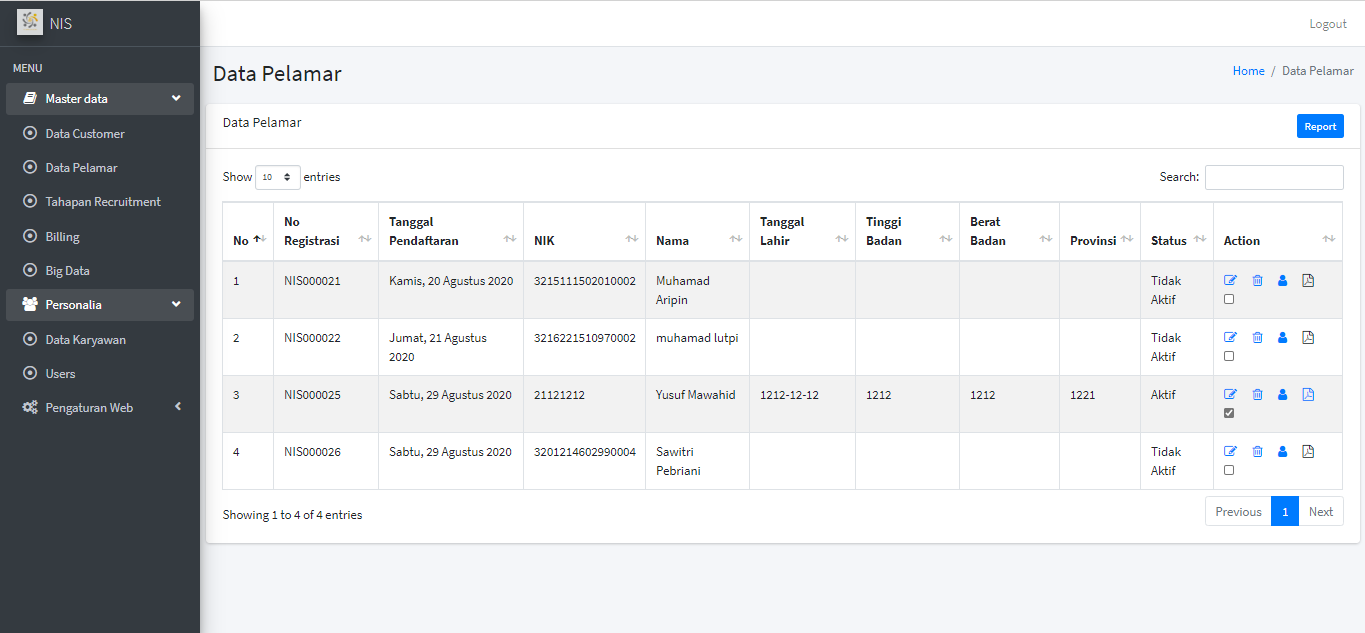 NIS
Logout
MENU
Master data
Data Customer
Data Pelamar
Tahapan Recruitment
Billing
Big Data
Personalia
Data Karyawan
Users
Pengaturan Web
Data Pelamar
Home / Data Pelamar
Data Pelamar
Report
Show 10 entries
Search:
No No Registrasi Tanggal Pendaftaran NIK Nama Tanggal Lahir Tinggi Badan Berat Badan Provinsi Status Action
1 NIS000021 Kamis, 20 Agustus 2020 3215111502010002 Muhamad Aripin Tidak Aktif
2 NIS000022 Jumat, 21 Agustus 2020 3216221510970002 muhamad lutpi Tidak Aktif
3 NIS000025 Sabtu, 29 Agustus 2020 21121212 Yusuf Mawahid 1212-12-12 1212 1212 1221 Aktif
4 NIS000026 Sabtu, 29 Agustus 2020 3201214602990004 Sawitri Pebriani Tidak Aktif
Showing 1 to 4 of 4 entries
Previous 1 Next